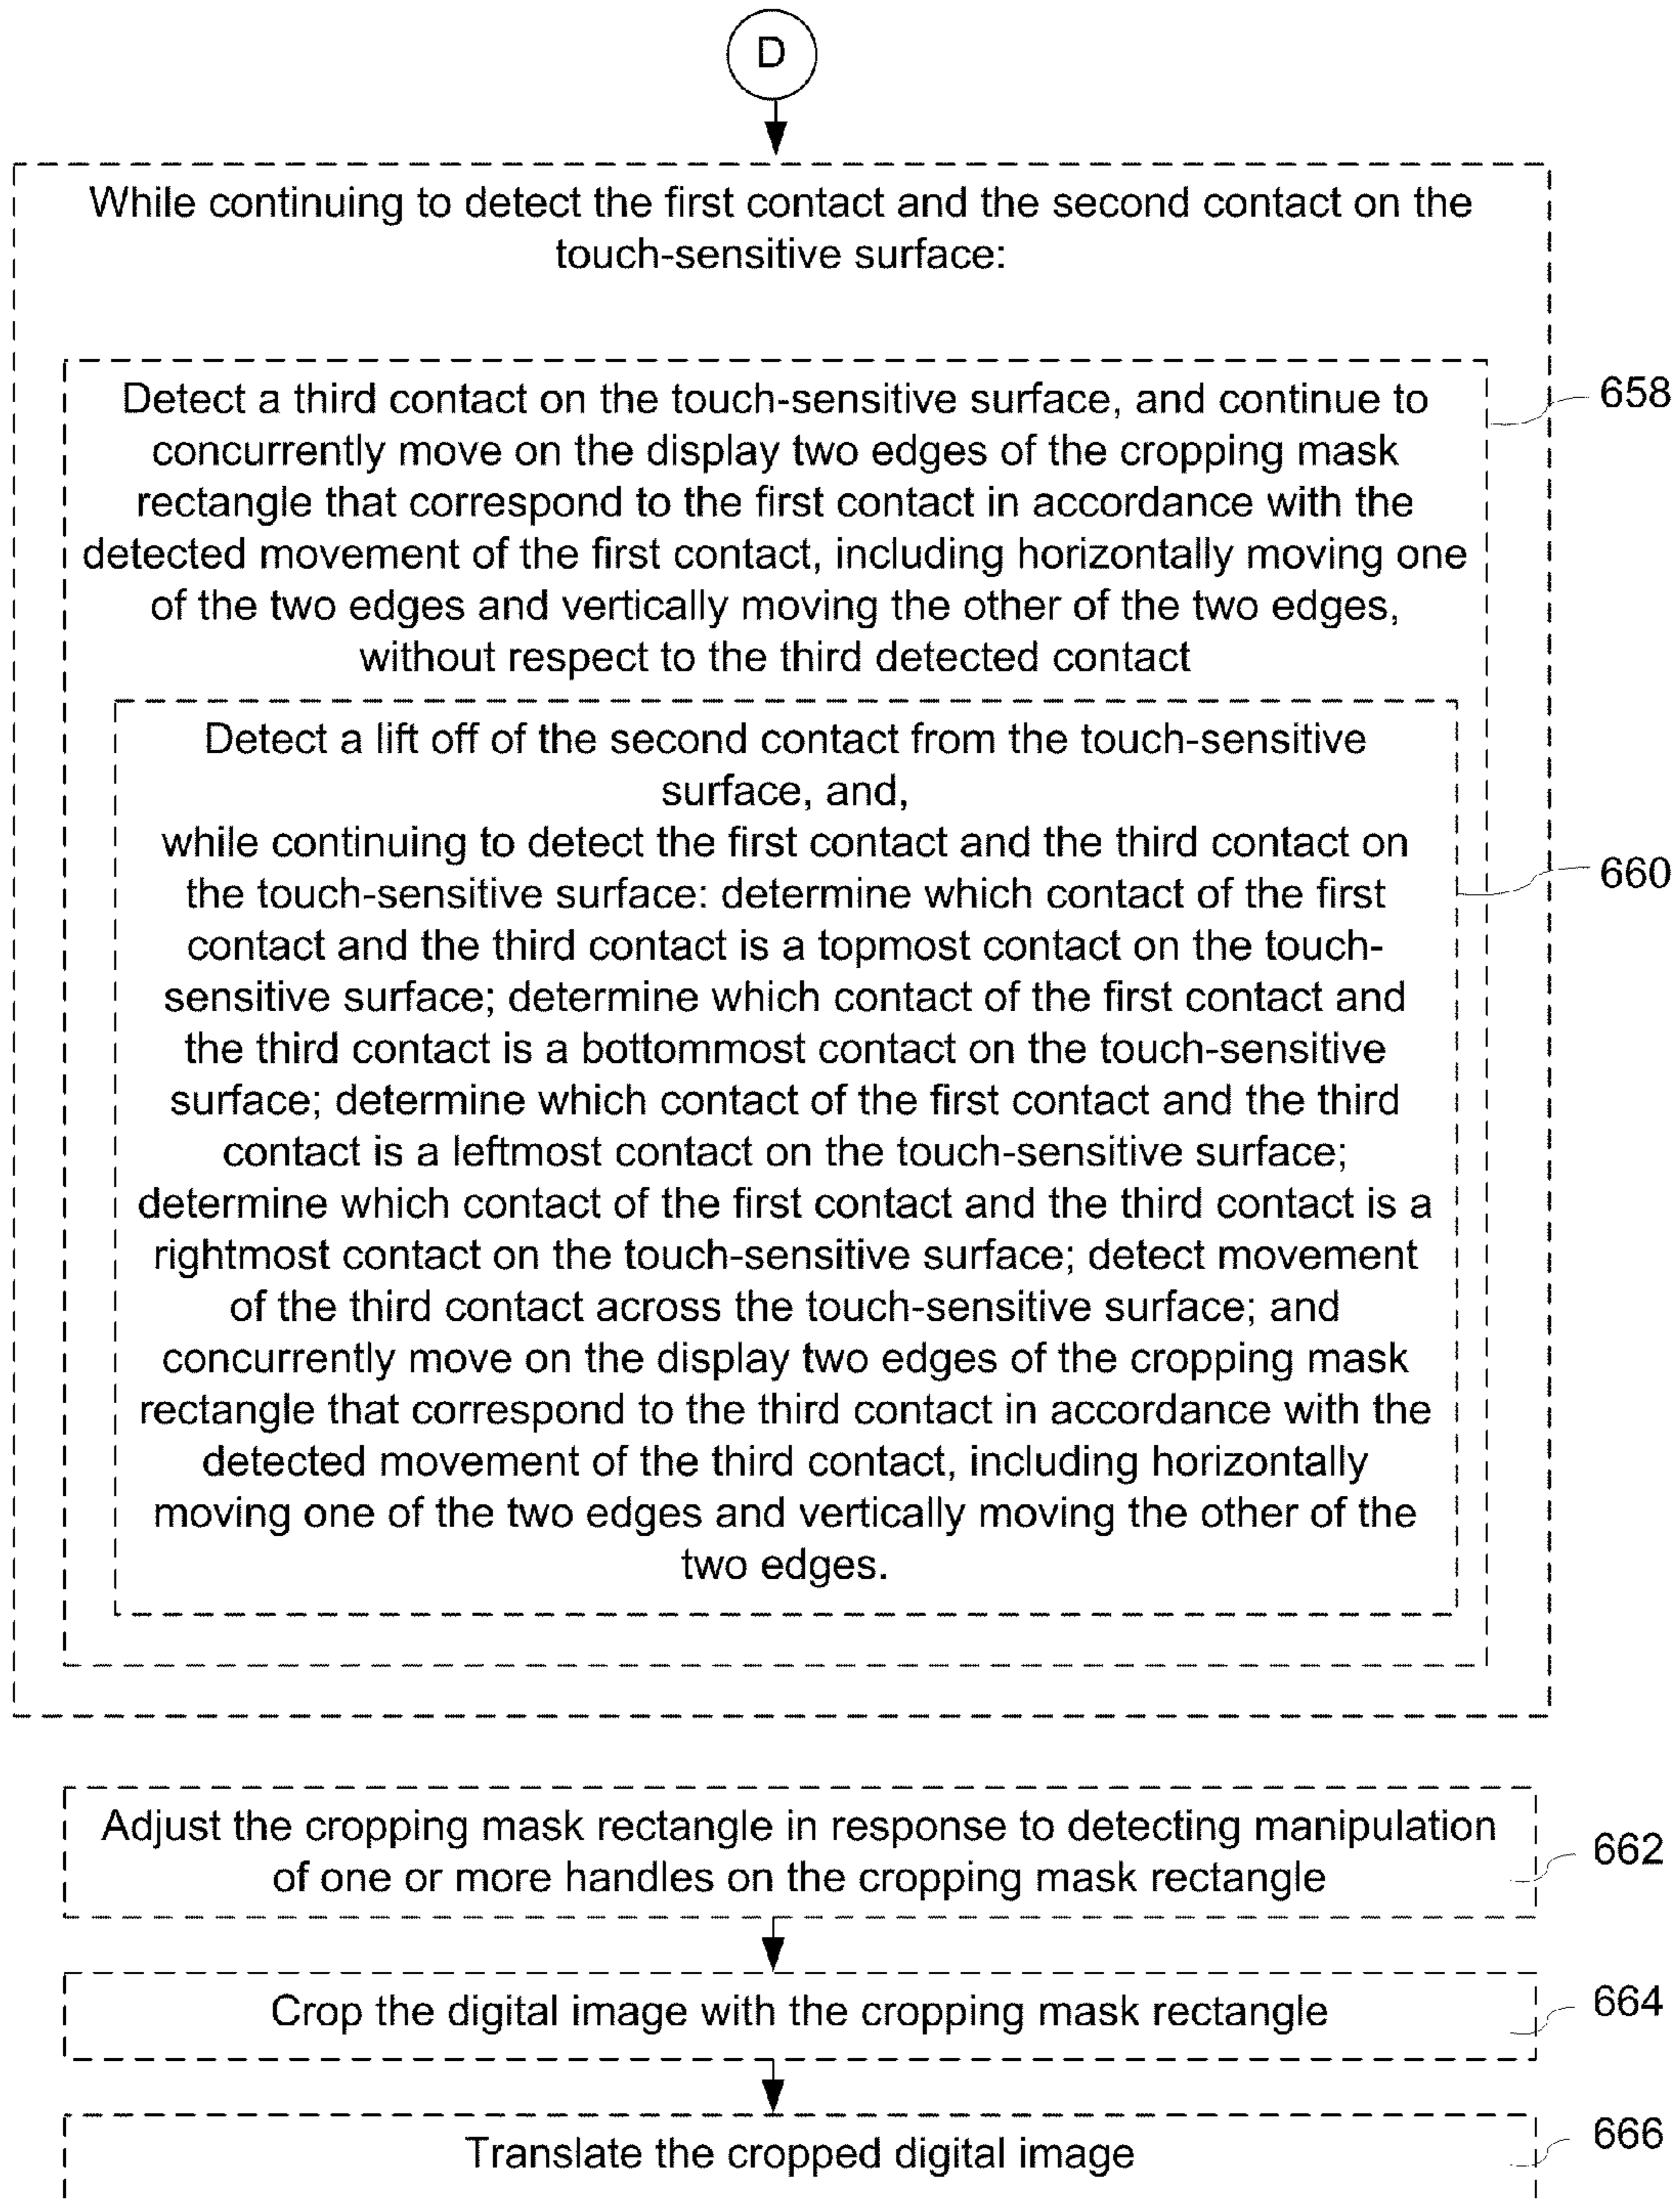 D
While continuing to detect the first contact and the second contact on the
touch-sensitive surface:
Detect a third contact on the touch-sensitive surface, and continue to
concurrently move on the display two edges of the cropping mask
rectangle that correspond to the first contact in accordance with the
detected movement of the first contact, including horizontally moving one
of the two edges and vertically moving the other of the two edges,
without respect to the third detected contact
658
Detect a lift off of the second contact from the touch-sensitive
surface, and,
while continuing to detect the first contact and the third contact on
the touch-sensitive surface: determine which contact of the first
contact and the third contact is a topmost contact on the touch-
sensitive surface; determine which contact of the first contact and
the third contact is a bottommost contact on the touch-sensitive
surface; determine which contact of the first contact and the third
contact is a leftmost contact on the touch-sensitive surface;
determine which contact of the first contact and the third contact is a
rightmost contact on the touch-sensitive surface; detect movement
of the third contact across the touch-sensitive surface; and
concurrently move on the display two edges of the cropping mask
rectangle that correspond to the third contact in accordance with the
detected movement of the third contact, including horizontally
moving one of the two edges and vertically moving the other of the
two edges.
660
Adjust the cropping mask rectangle in response to detecting manipulation
of one or more handles on the cropping mask rectangle
662
Crop the digital image with the cropping mask rectangle
664
Translate the cropped digital image
666